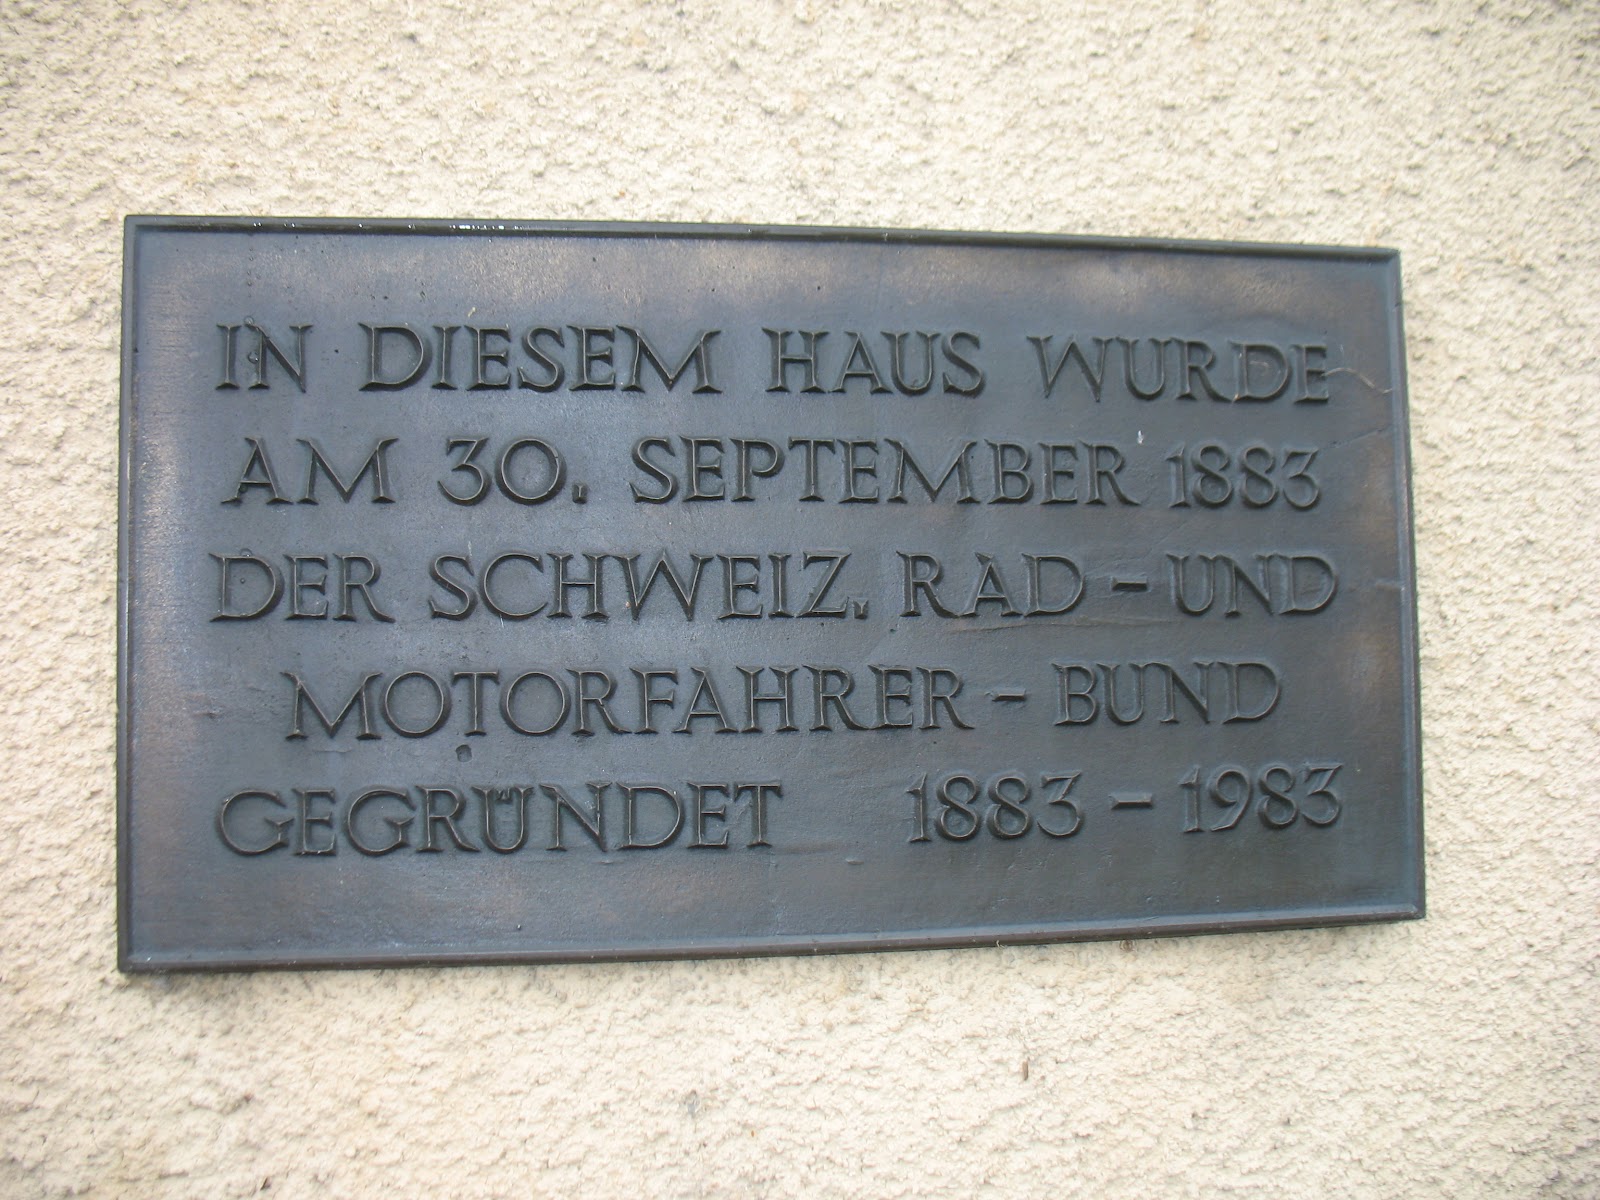 IN DIESEM HAUS WURDE
AM 30. SEPTEMBER 1883
DER SCHWEIZ. RAD - UND
MOTORFAHRER - BUND
GEGRÜNDET 1883 - 1983